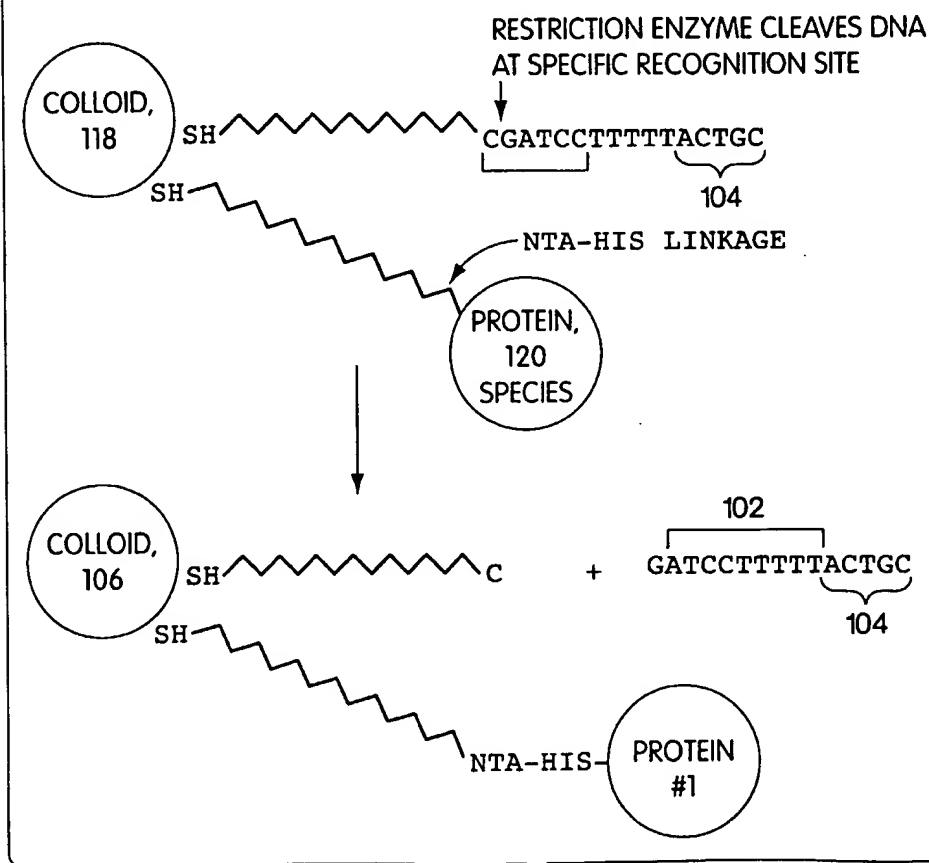 RESTRICTION ENZYME CLEAVES DNA
AT SPECIFIC RECOGNITION SITE
COLLOID,
118
SH
CGATCCTTTTTACTGC
104
SH
NTA-HIS LINKAGE
PROTEIN,
120
SPECIES
COLLOID,
106
SH
C
+
102
GATCCTTTTTACTGC
104
SH
NTA-HIS
PROTEIN
#1